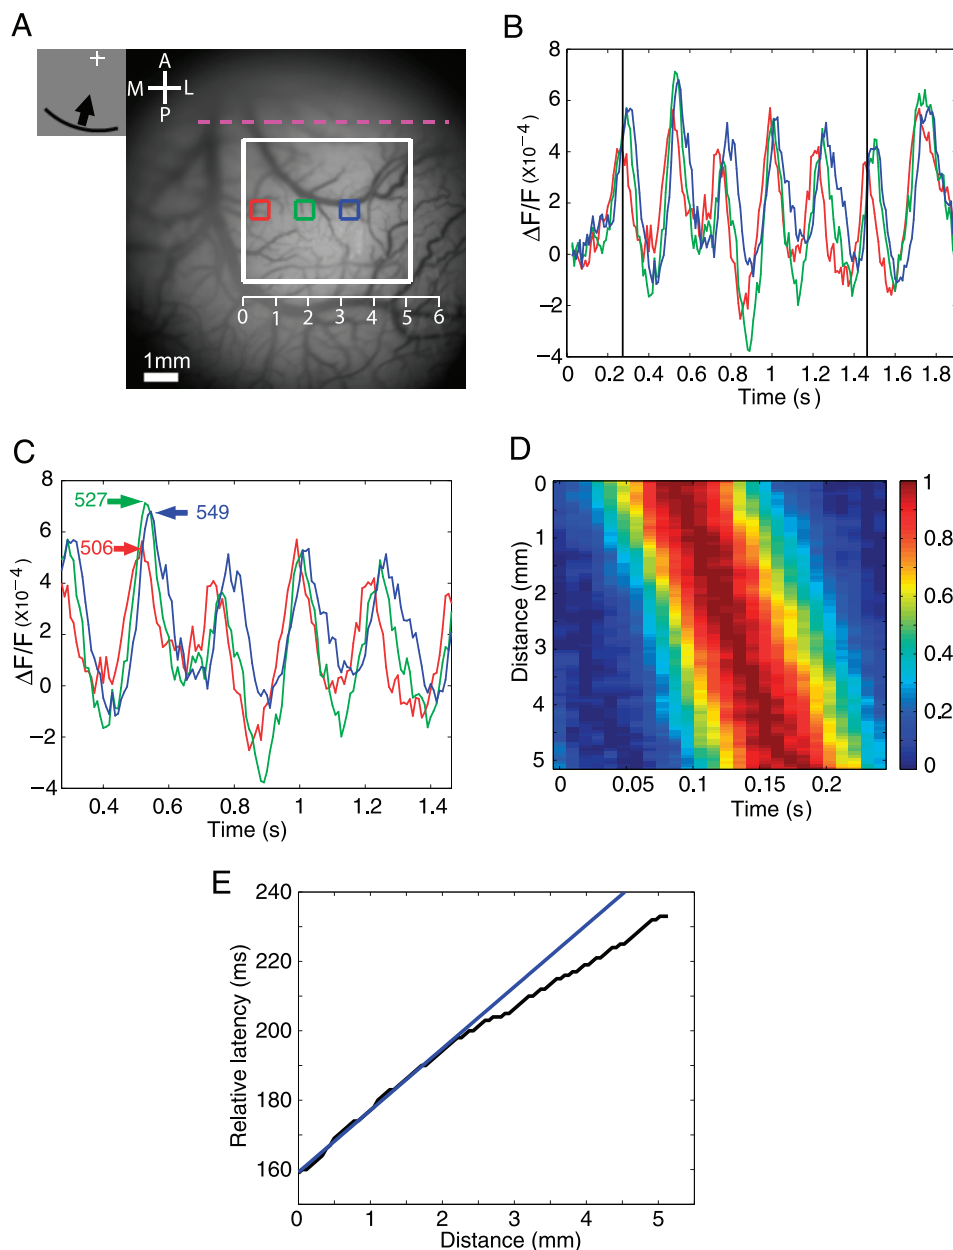 A
A
M L
P
0 1 2 3 4 5 6
1mm
B
ΔF/F (X10⁻⁴)
8
6
4
2
0
−2
−4
0 0.2 0.4 0.6 0.8 1 1.2 1.4 1.6 1.8
Time (s)
C
ΔF/F (X10⁻⁴)
8
6
4
2
0
−2
−4
527
549
506
0.4 0.6 0.8 1 1.2 1.4
Time (s)
D
Distance (mm)
0
1
2
3
4
5
0 0.05 0.1 0.15 0.2
Time (s)
1
0.8
0.6
0.4
0.2
0
E
Relative latency (ms)
240
220
200
180
160
0 1 2 3 4 5
Distance (mm)